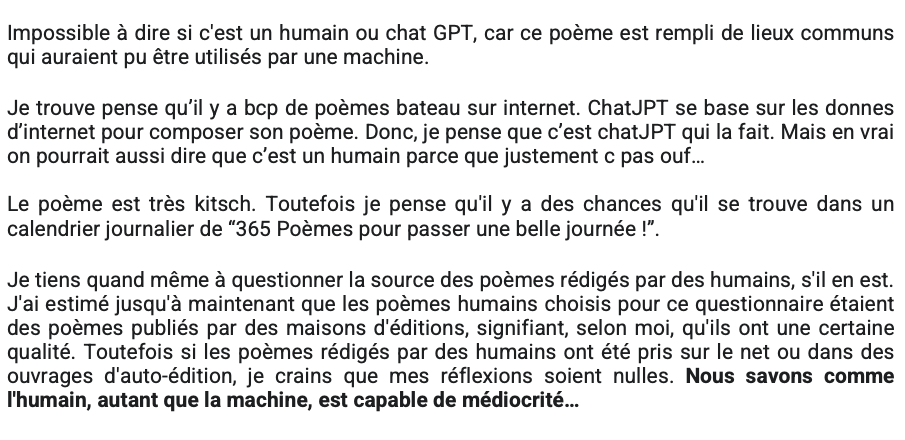 Impossible à dire si c'est un humain ou chat GPT, car ce poème est rempli de lieux communs
qui auraient pu être utilisés par une machine.
Je trouve pense qu’il y a bcp de poèmes bateau sur internet. ChatJPT se base sur les donnes
d’internet pour composer son poème. Donc, je pense que c’est chatJPT qui la fait. Mais en vrai
on pourrait aussi dire que c’est un humain parce que justement c pas ouf…
Le poème est très kitsch. Toutefois je pense qu'il y a des chances qu'il se trouve dans un
calendrier journalier de “365 Poèmes pour passer une belle journée !”.
Je tiens quand même à questionner la source des poèmes rédigés par des humains, s'il en est.
J'ai estimé jusqu'à maintenant que les poèmes humains choisis pour ce questionnaire étaient
des poèmes publiés par des maisons d'éditions, signifiant, selon moi, qu'ils ont une certaine
qualité. Toutefois si les poèmes rédigés par des humains ont été pris sur le net ou dans des
ouvrages d'auto-édition, je crains que mes réflexions soient nulles. Nous savons comme
l'humain, autant que la machine, est capable de médiocrité…